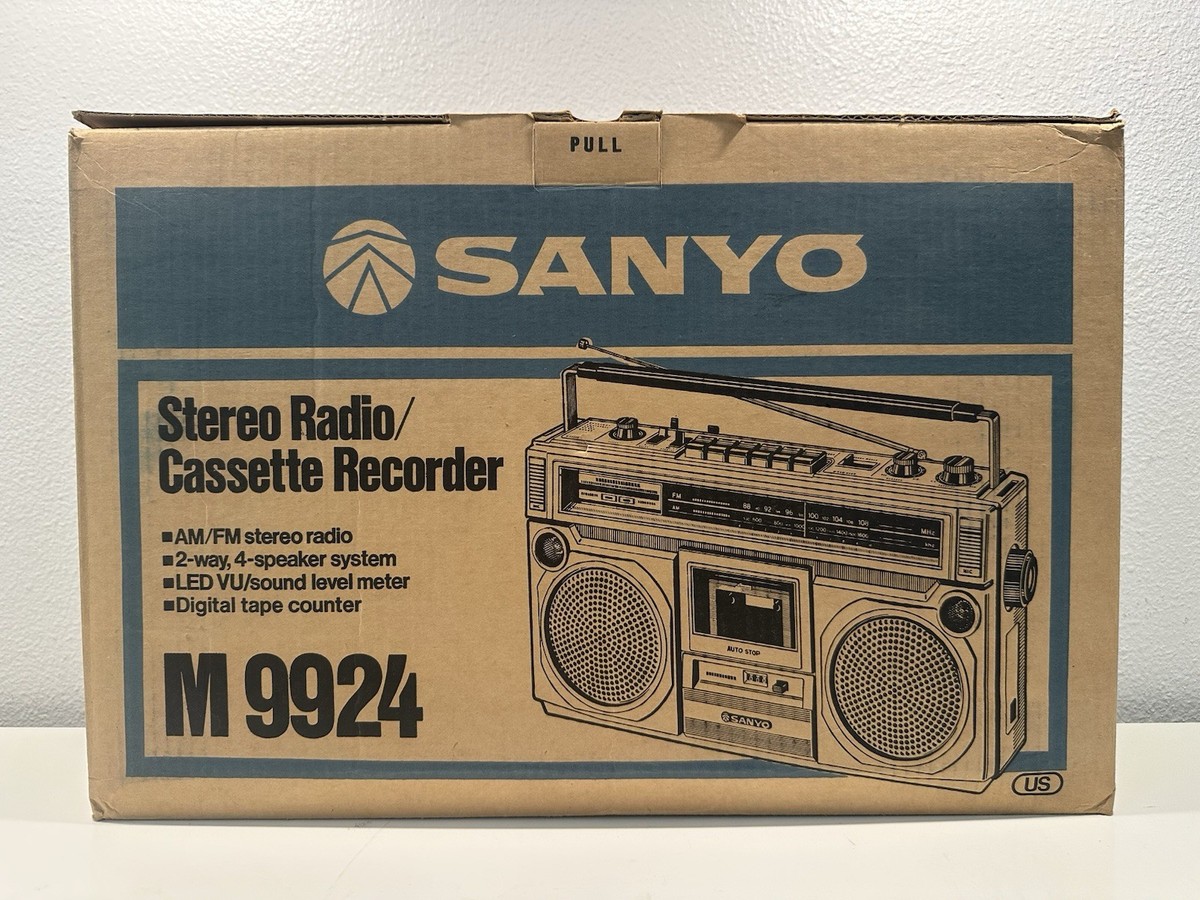 PULL
SANYO
Stereo Radio/
Cassette Recorder
■AM/FM stereo radio
■2-way, 4-speaker system
■LED VU/sound level meter
■Digital tape counter
M 9924
FM 88 92 96 100 104 108 MHz
AM
AUTO STOP
SANYO
US